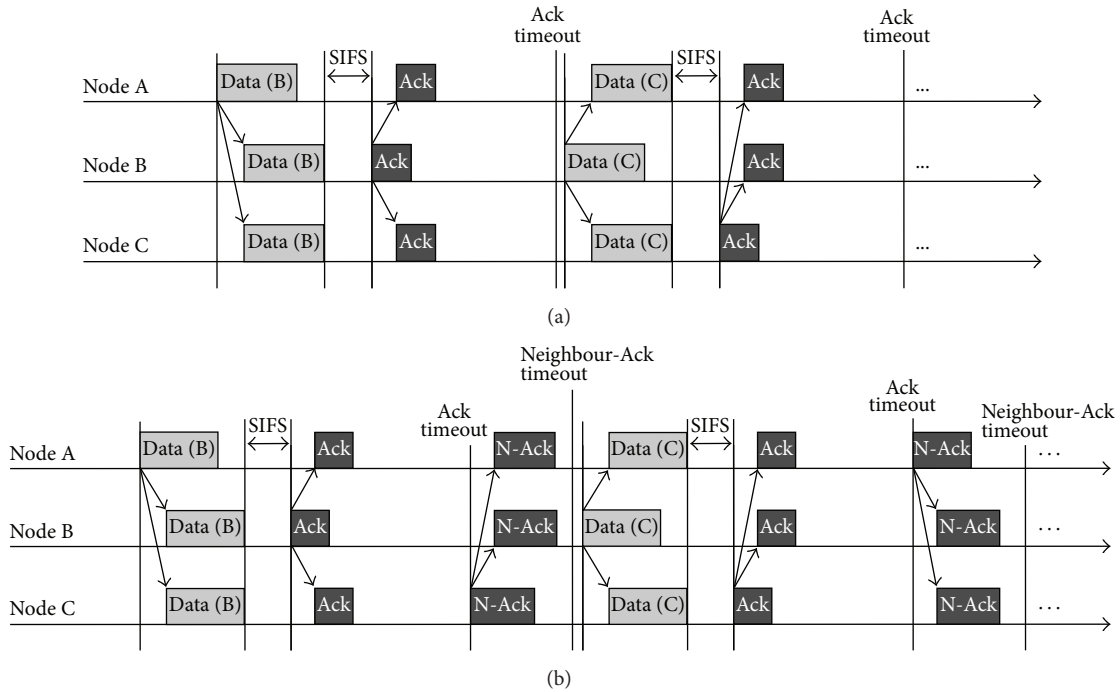 Ack
timeout
Ack
timeout
SIFS
SIFS
Node A
Data (B)
Ack
Data (C)
Ack
...
Node B
Data (B)
Ack
Data (C)
Ack
...
Node C
Data (B)
Ack
Data (C)
Ack
...
(a)
Neighbour-Ack
timeout
Ack
timeout
Ack
timeout
Neighbour-Ack
timeout
SIFS
SIFS
Node A
Data (B)
Ack
N-Ack
Data (C)
Ack
N-Ack
...
Node B
Data (B)
Ack
N-Ack
Data (C)
Ack
N-Ack
...
Node C
Data (B)
Ack
N-Ack
Data (C)
Ack
N-Ack
...
(b)